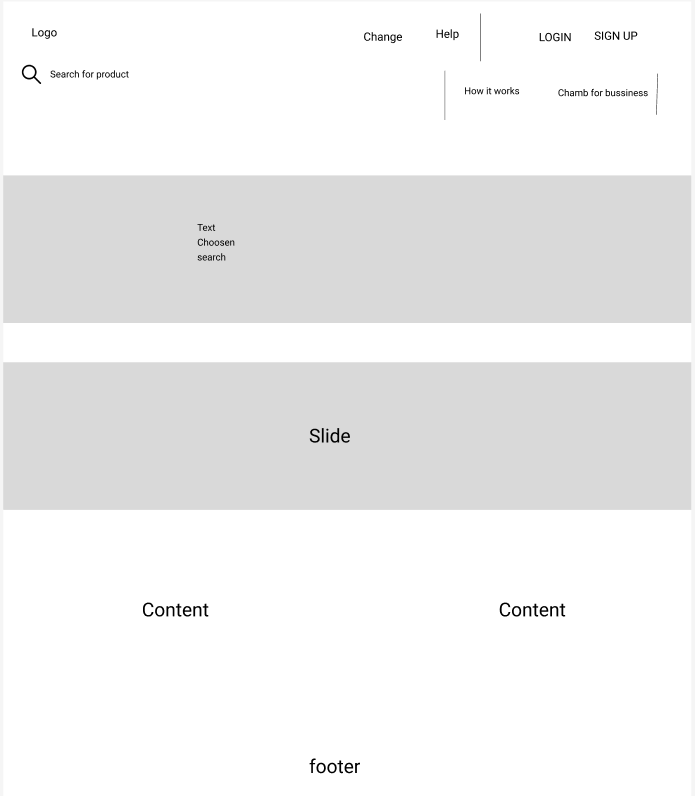 Logo
Change
Help
LOGIN
SIGN UP
Search for product
How it works
Chamb for bussiness
Text
Choosen
search
Slide
Content
Content
footer